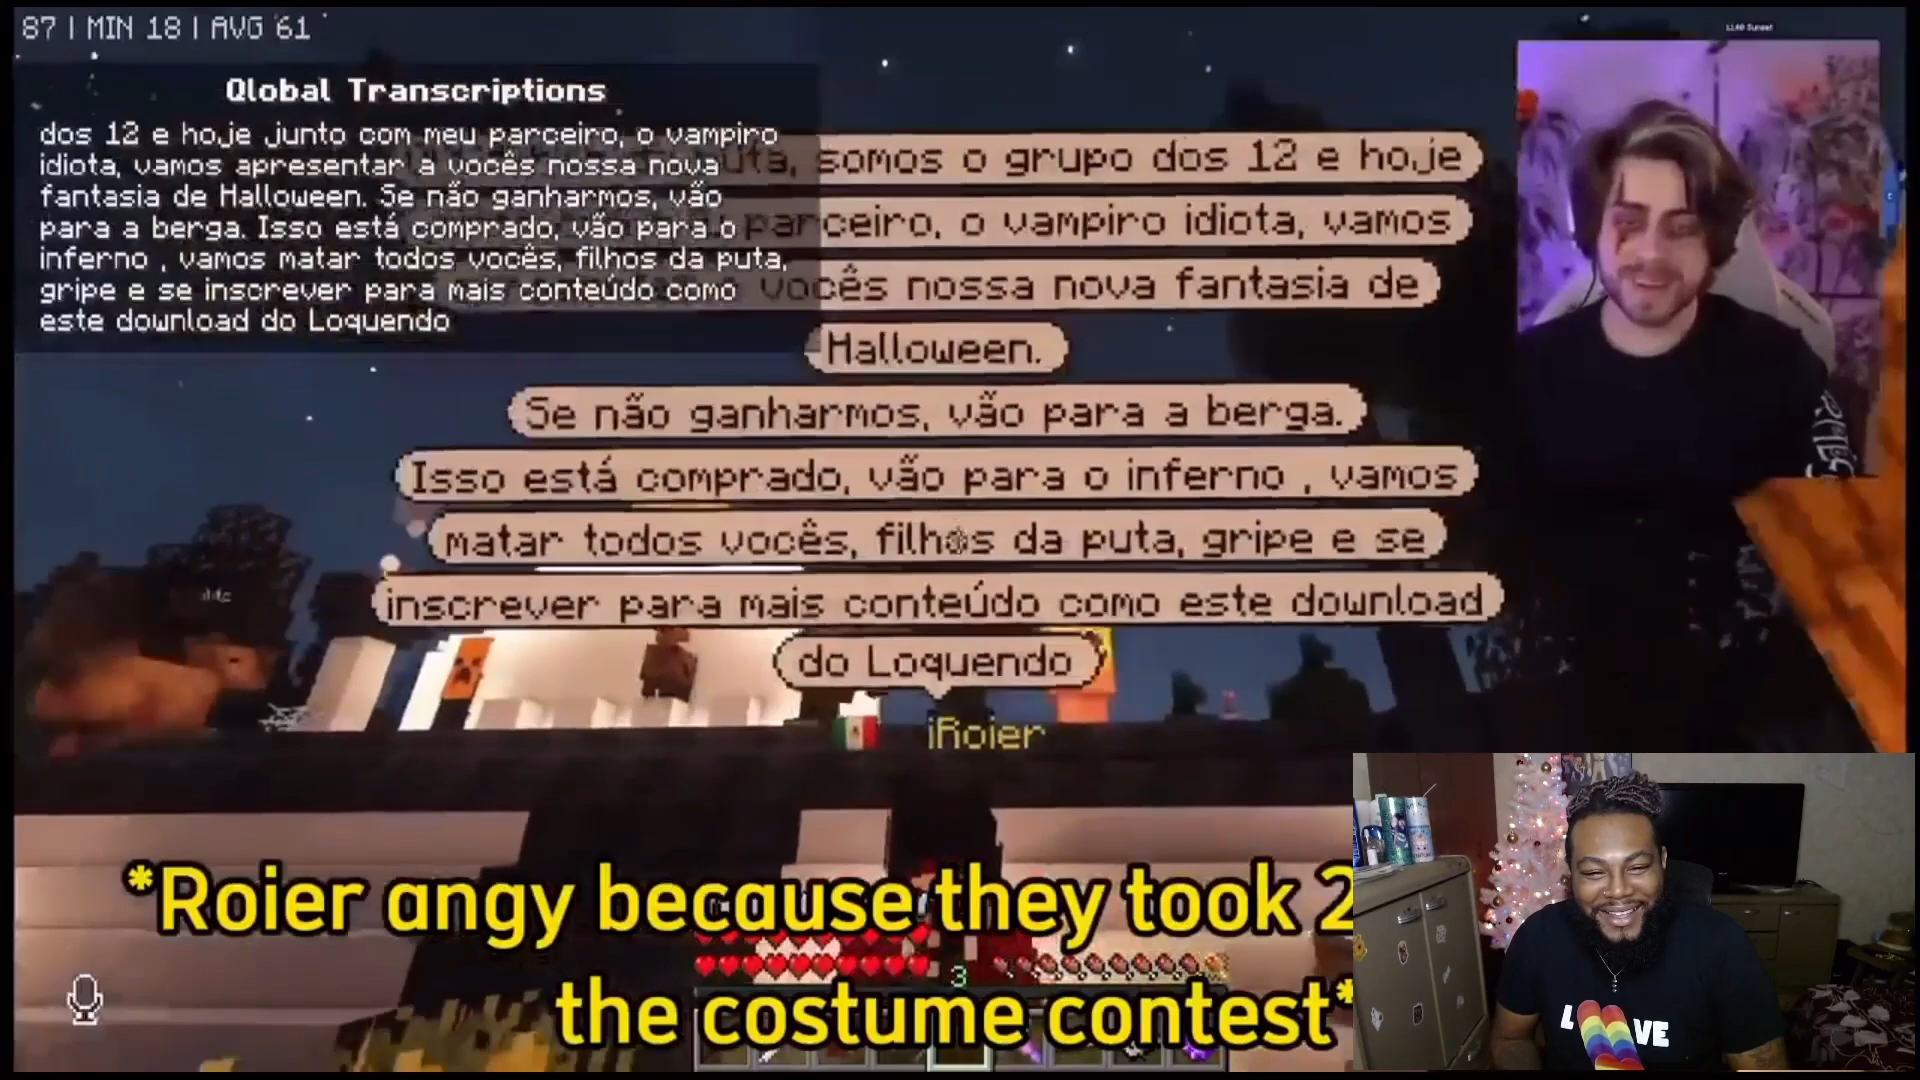 87 | MIN 18 | AVG 61
Qlobal Transcriptions
dos 12 e hoje junto com meu parceiro, o vampiro
idiota, vamos apresentar a vocês nossa nova
fantasia de Halloween. Se não ganharmos, vão
para a berga. Isso está comprado, vão para o
inferno , vamos matar todos vocês, filhos da puta,
gripe e se inscrever para mais conteúdo como
este download do Loquendo
puta, somos o grupo dos 12 e hoje
parceiro, o vampiro idiota, vamos
vocês nossa nova fantasia de
Halloween.
Se não ganharmos, vão para a berga.
Isso está comprado, vão para o inferno , vamos
matar todos vocês, filhos da puta, gripe e se
inscrever para mais conteúdo como este download
do Loquendo
iRoier
*Roier angy because they took 2
the costume contest*
3
L VE